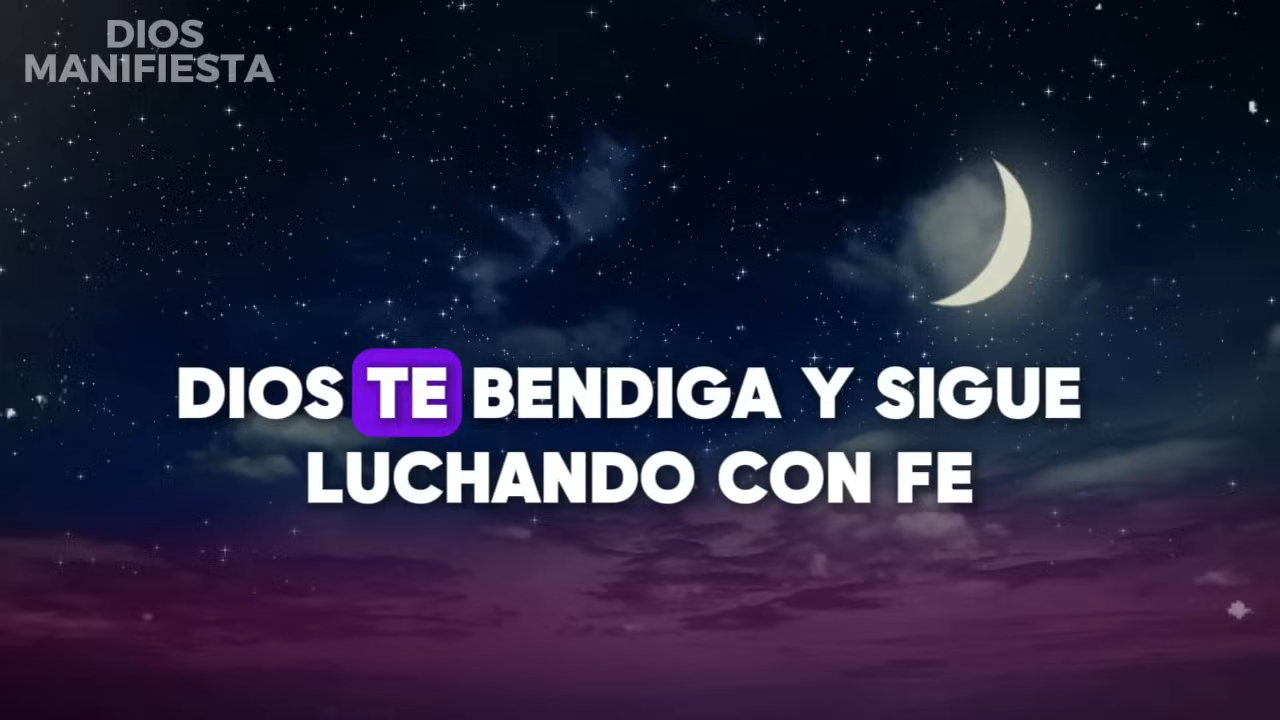 DIOS
MANIFIESTA
DIOS TE BENDIGA Y SIGUE
LUCHANDO CON FE